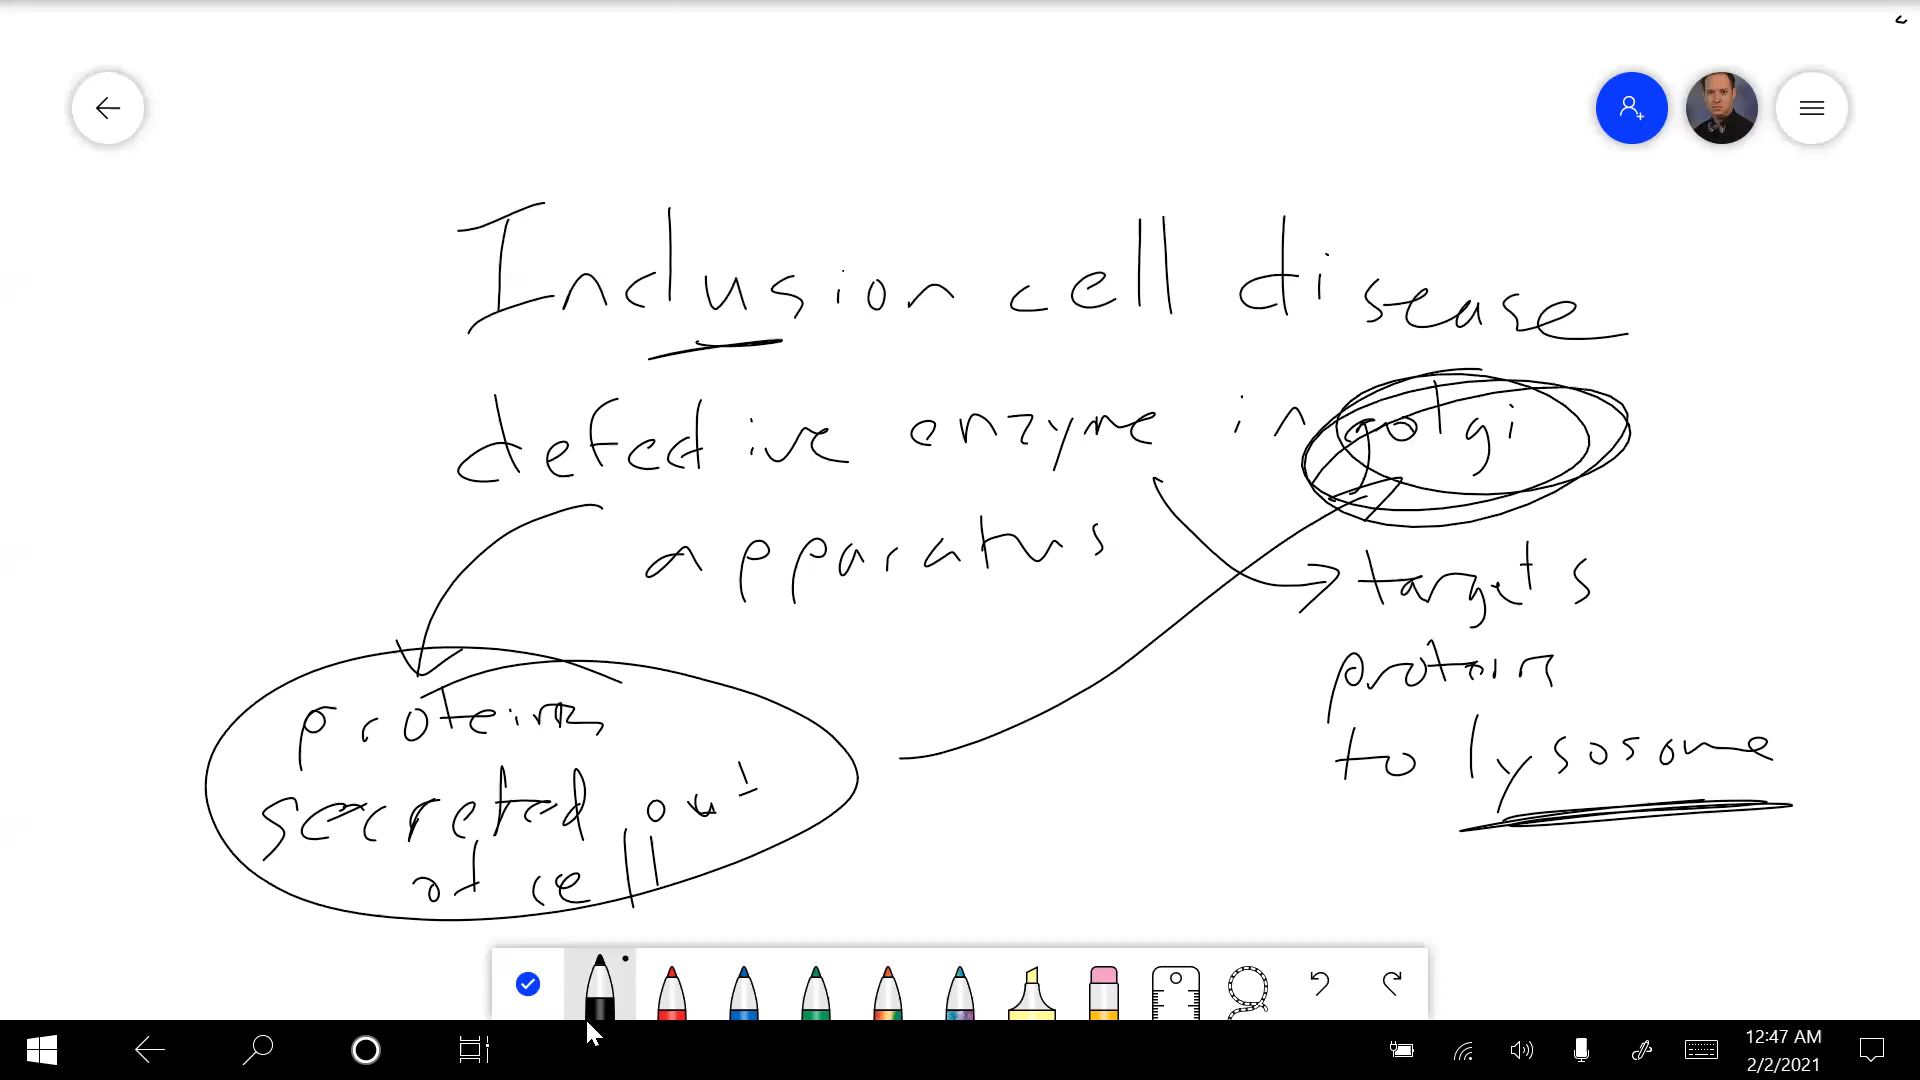 Inclusion cell disease
defective enzyme in golgi
apparatus
targets
protein
to lysosome
proteins
secreted out
of cell
12:47 AM
2/2/2021